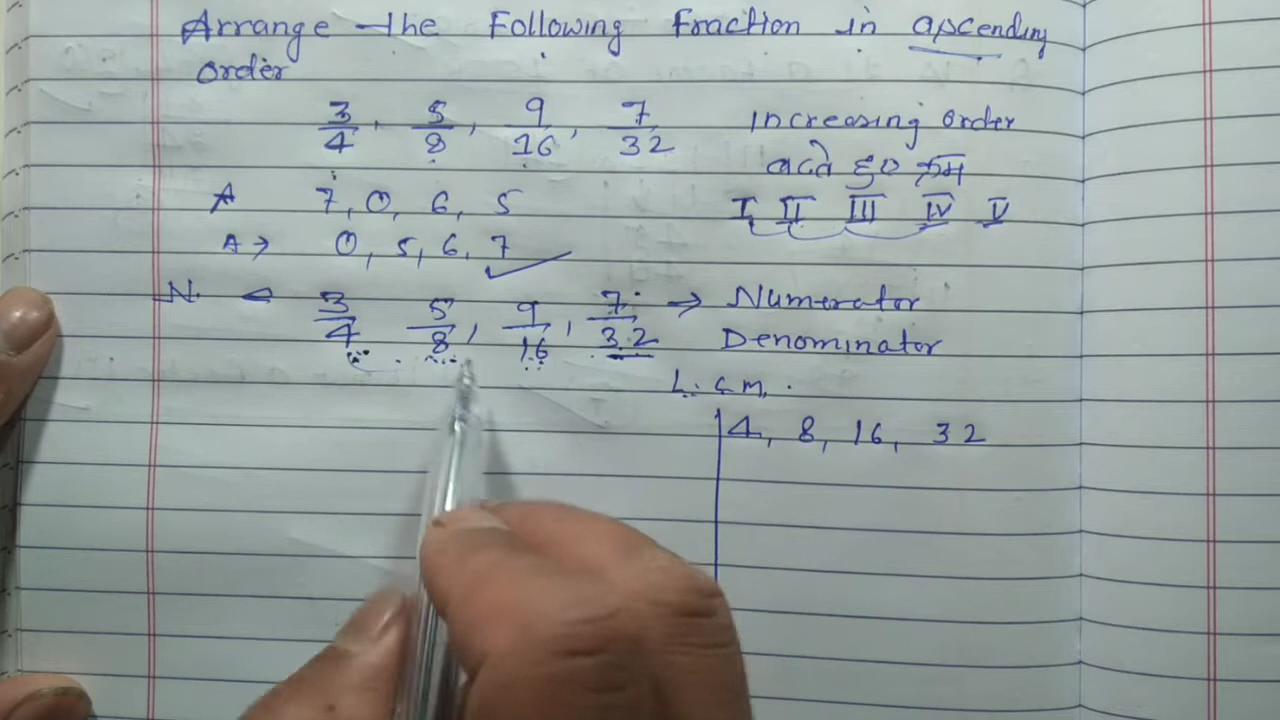 Arrange the Following Fraction in ascending
order
3/4, 5/8, 9/16, 7/32 Increasing order
बढते हुए क्रम
A 7, 0, 6, 5 I II III IV V
A → 0, 5, 6, 7
N. 3/4 5/8, 9/16, 7/32 → Numerator
Denominator
L.C.M.
4, 8, 16, 32